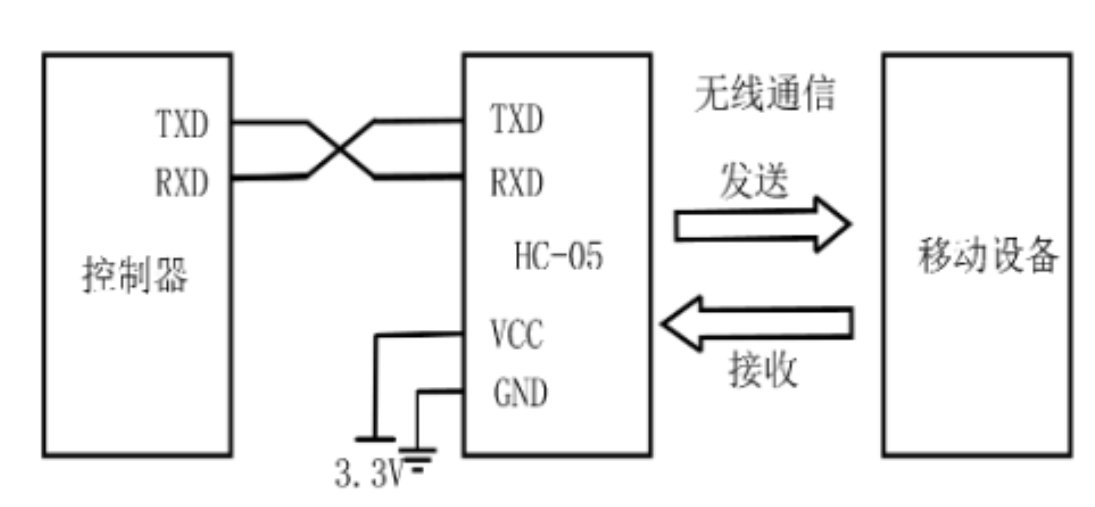 TXD
RXD
控制器
TXD
RXD
HC-05
VCC
GND
3.3V
无线通信
发送
接收
移动设备